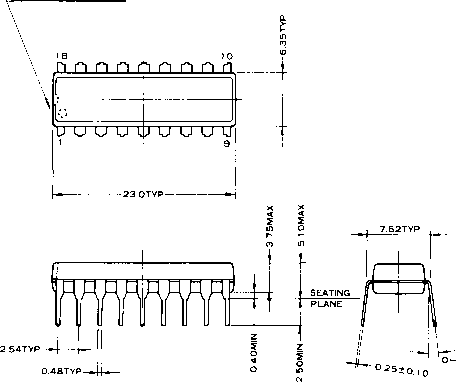 18
10
6.35TYP
1
9
23.0TYP
3.75MAX
5.10MAX
7.62TYP
SEATING
PLANE
2.54TYP
0.40MIN
2.50MIN
0.48TYP
0.25±0.10
0-